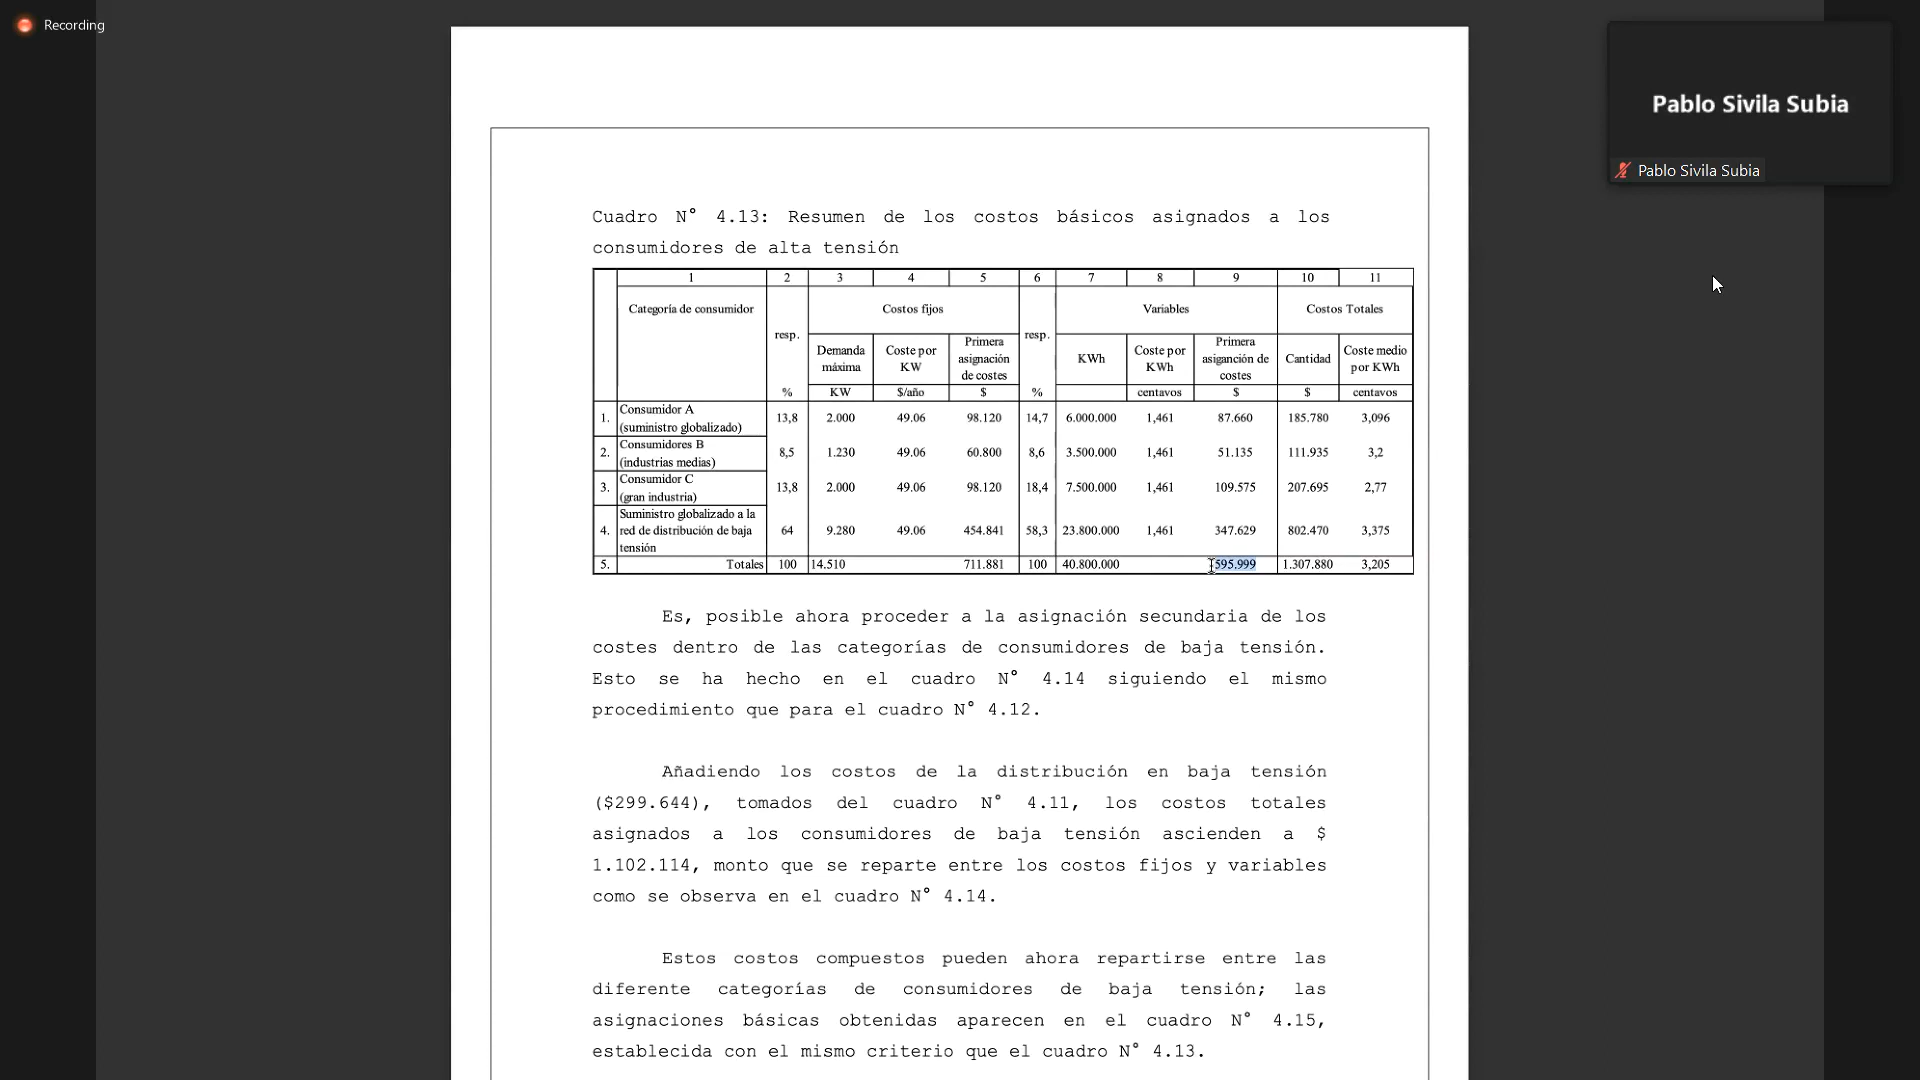 Recording
Pablo Sivila Subia
Pablo Sivila Subia
Cuadro N° 4.13: Resumen de los costos básicos asignados a los
consumidores de alta tensión
1 2 3 4 5 6 7 8 9 10 11
Categoría de consumidor resp. Costos fijos resp. Variables Costos Totales
Demanda máxima Coste por KW Primera asignación de costes KWh Coste por KWh Primera asigancción de costes Cantidad Coste medio por KWh
% KW $/año $ % centavos $ $ centavos
1. Consumidor A (suministro globalizado) 13,8 2.000 49.06 98.120 14,7 6.000.000 1,461 87.660 185.780 3,096
2. Consumidores B (industrias medias) 8,5 1.230 49.06 60.800 8,6 3.500.000 1,461 51.135 111.935 3,2
3. Consumidor C (gran industria) 13,8 2.000 49.06 98.120 18,4 7.500.000 1,461 109.575 207.695 2,77
4. Suministro globalizado a la red de distribución de baja tensión 64 9.280 49.06 454.841 58,3 23.800.000 1,461 347.629 802.470 3,375
5. Totales 100 14.510 711.881 100 40.800.000 595.999 1.307.880 3,205
Es, posible ahora proceder a la asignación secundaria de los
costes dentro de las categorías de consumidores de baja tensión.
Esto se ha hecho en el cuadro N° 4.14 siguiendo el mismo
procedimiento que para el cuadro N° 4.12.
Añadiendo los costos de la distribución en baja tensión
($299.644), tomados del cuadro N° 4.11, los costos totales
asignados a los consumidores de baja tensión ascienden a $
1.102.114, monto que se reparte entre los costos fijos y variables
como se observa en el cuadro N° 4.14.
Estos costos compuestos pueden ahora repartirse entre las
diferente categorías de consumidores de baja tensión; las
asignaciones básicas obtenidas aparecen en el cuadro N° 4.15,
establecida con el mismo criterio que el cuadro N° 4.13.